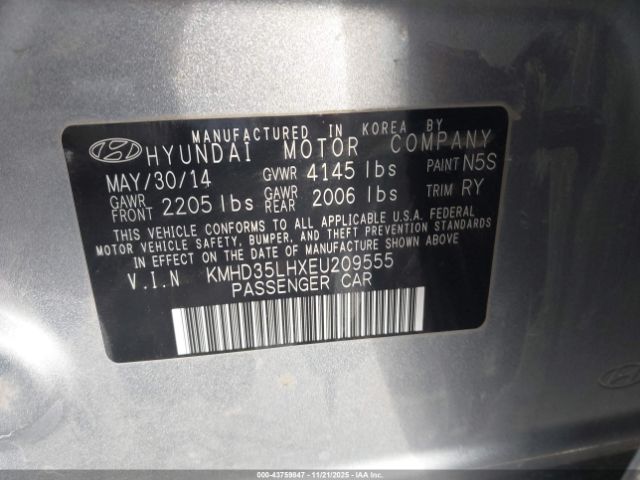 MANUFACTURED IN KOREA BY
HYUNDAI MOTOR COMPANY
MAY/30/14 GVWR 4145 lbs PAINT N5S
GAWR FRONT 2205 lbs GAWR REAR 2006 lbs TRIM RY
THIS VEHICLE CONFORMS TO ALL APPLICABLE U.S.A. FEDERAL
MOTOR VEHICLE SAFETY, BUMPER, AND THEFT PREVENTION STANDARDS
IN EFFECT ON THE DATE OF MANUFACTURE SHOWN ABOVE.
V.I.N KMHD35LHXEU209555
PASSENGER CAR
000-43759847 - 11/21/2025 - IAAI.COM